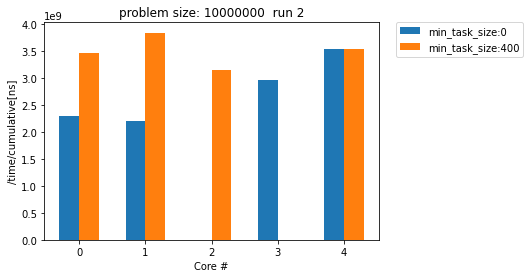 problem size: 10000000  run 2
1e9
4.0
3.5
3.0
2.5
2.0
1.5
1.0
0.5
0.0
/time/cumulative[ns]
0 1 2 3 4
Core #
min_task_size:0
min_task_size:400